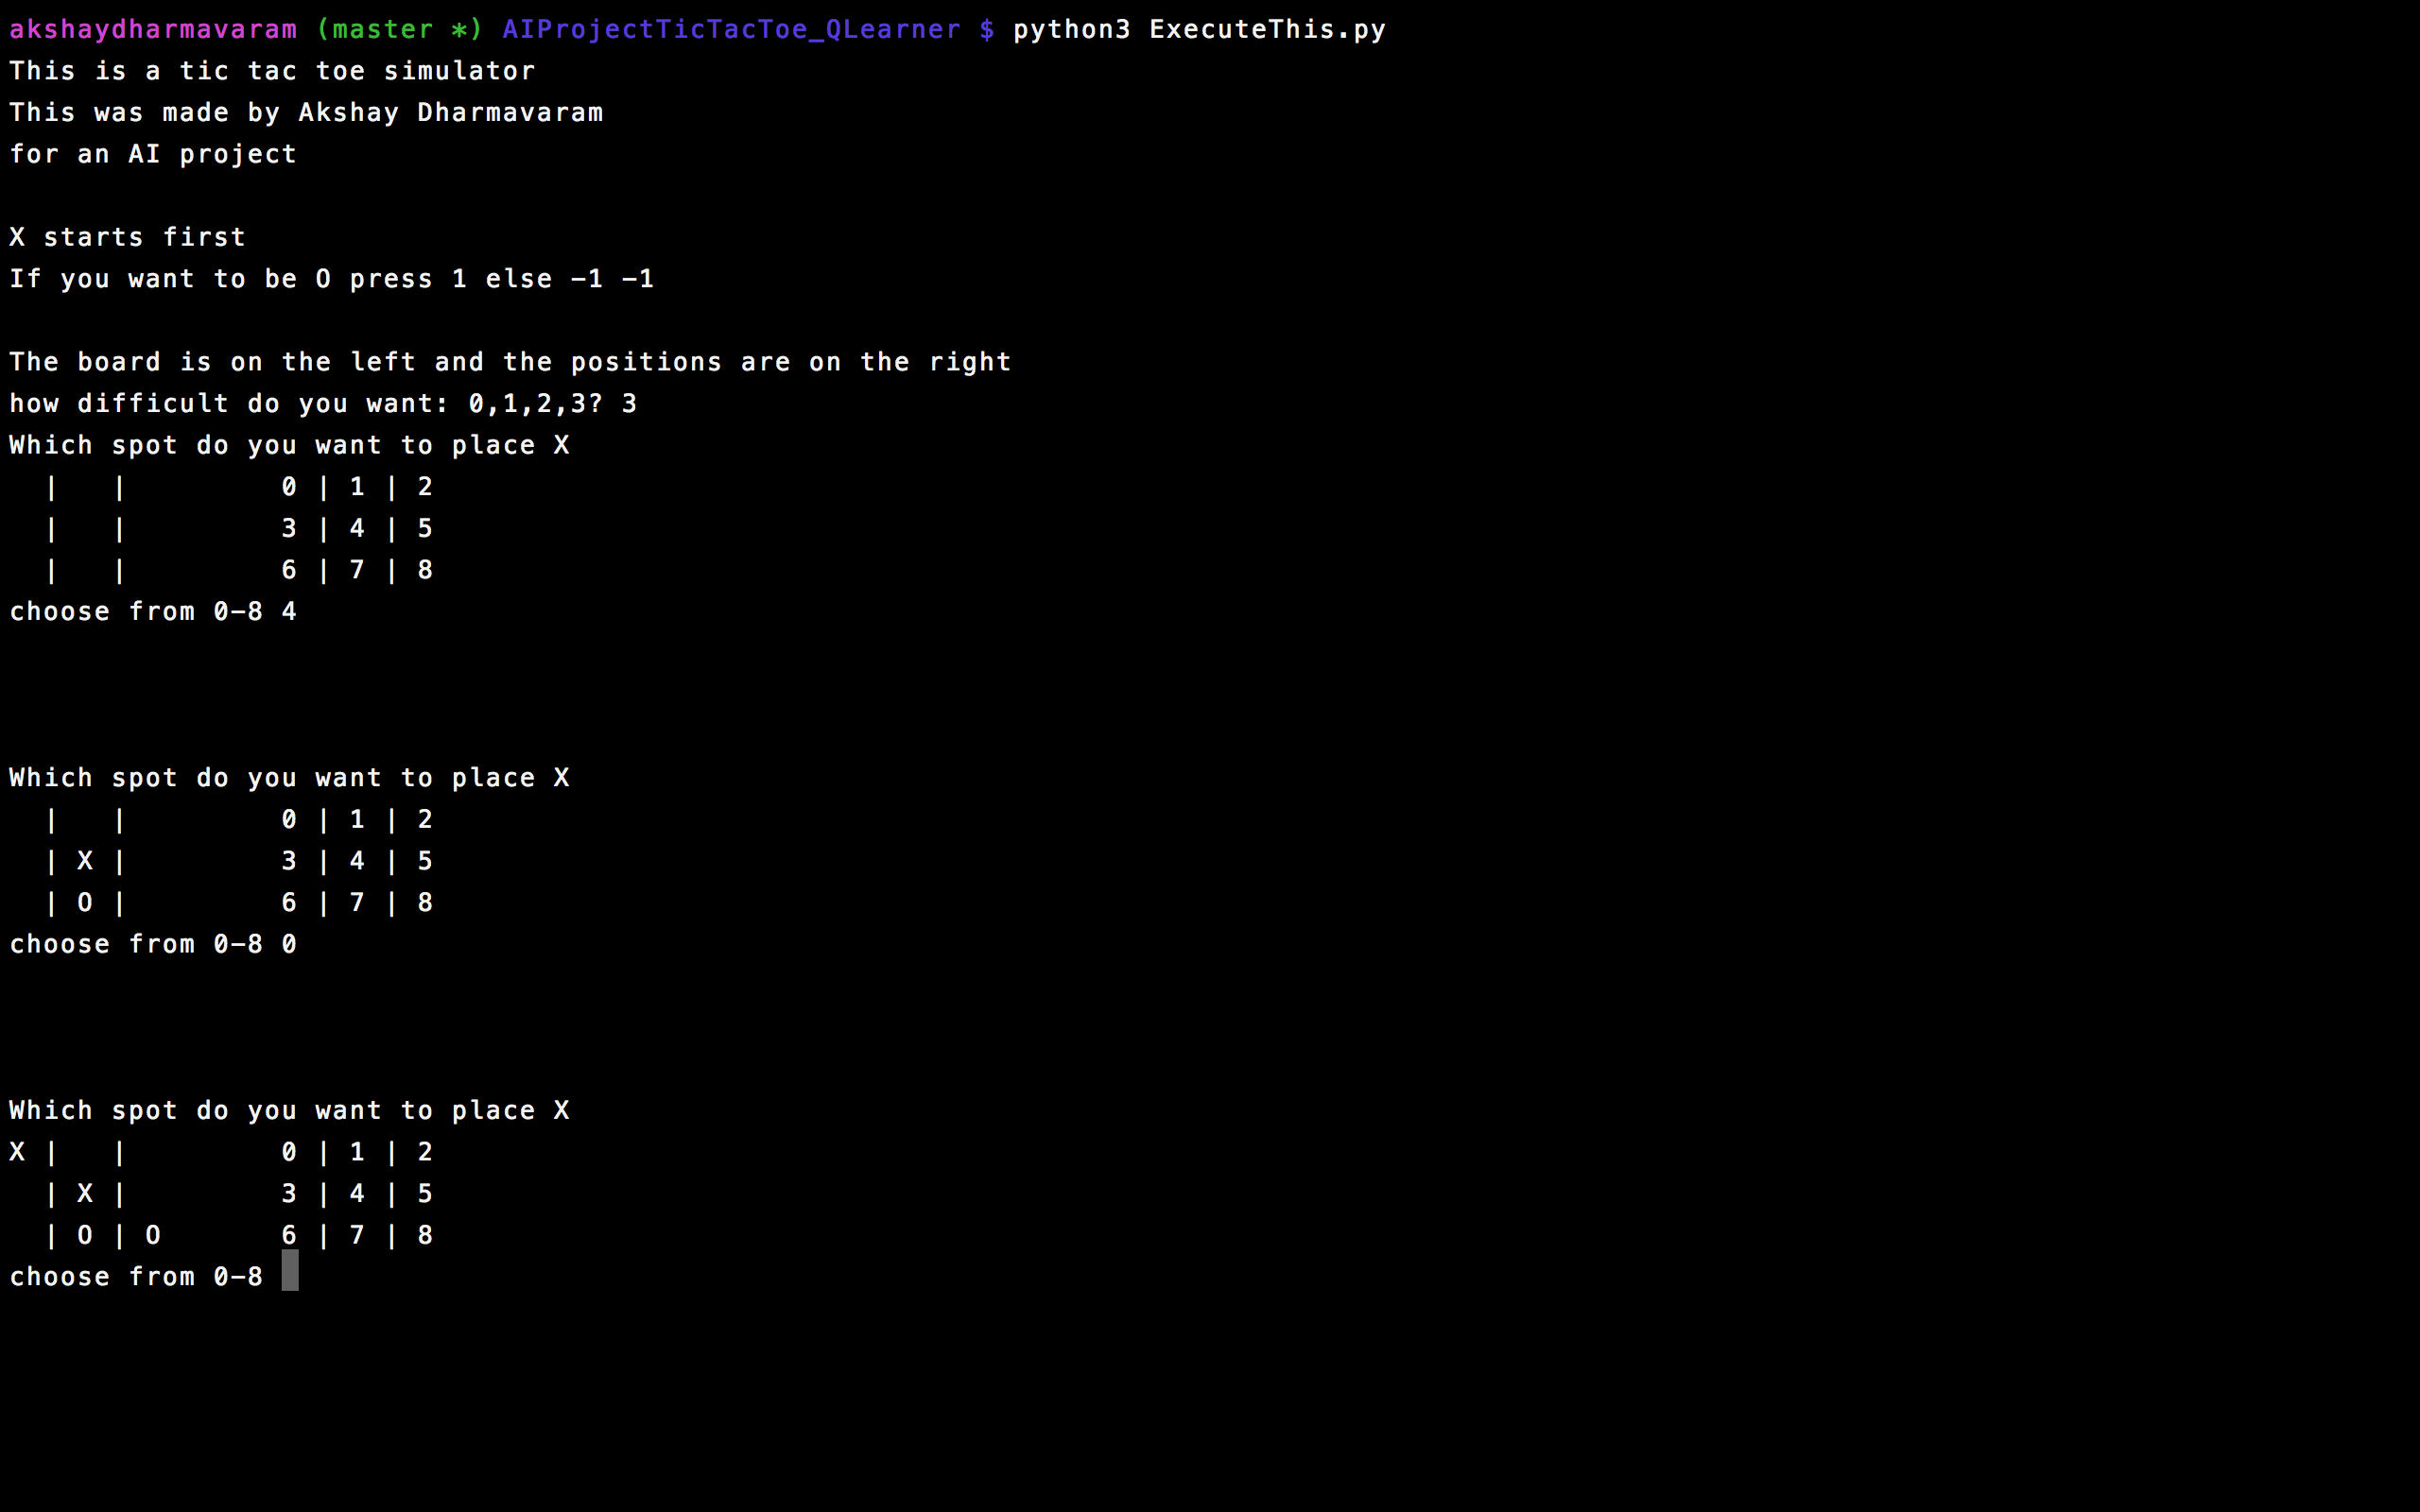 akshaydharmavaram (master *) AIProjectTicTacToe_QLearner $ python3 ExecuteThis.py
This is a tic tac toe simulator
This was made by Akshay Dharmavaram
for an AI project
X starts first
If you want to be O press 1 else -1 -1
The board is on the left and the positions are on the right
how difficult do you want: 0,1,2,3? 3
Which spot do you want to place X
  |   |         0 | 1 | 2
  |   |         3 | 4 | 5
  |   |         6 | 7 | 8
choose from 0-8 4
Which spot do you want to place X
  |   |         0 | 1 | 2
  | X |         3 | 4 | 5
  | O |         6 | 7 | 8
choose from 0-8 0
Which spot do you want to place X
X |   |         0 | 1 | 2
  | X |         3 | 4 | 5
  | O | O       6 | 7 | 8
choose from 0-8